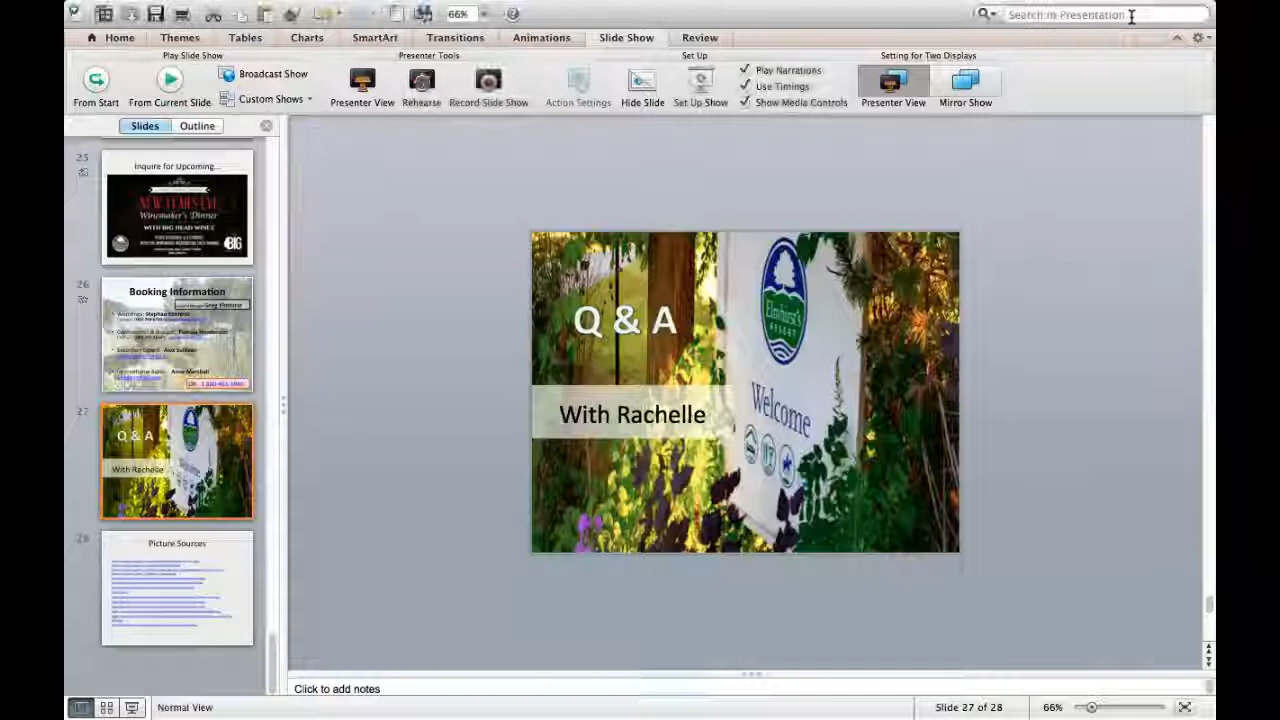 66%
Search in Presentation
Home Themes Tables Charts SmartArt Transitions Animations Slide Show Review
Play Slide Show Presenter Tools Set Up Setting for Two Displays
Broadcast Show
Custom Shows
From Start From Current Slide Presenter View Rehearse Record Slide Show Action Settings Hide Slide Set Up Show
Play Narrations
Use Timings
Show Media Controls
Presenter View Mirror Show
Slides Outline
25
Inquire for Upcoming...
NEW YEAR'S EVE
Winemaker's Dinner
WITH BIG HEAD WINES
BIG
26
Booking Information
27
Q & A
With Rachelle
Welcome
28
Picture Sources
Q & A
With Rachelle
Elmhirst's
RESORT
Welcome
Click to add notes
Normal View
Slide 27 of 28
66%